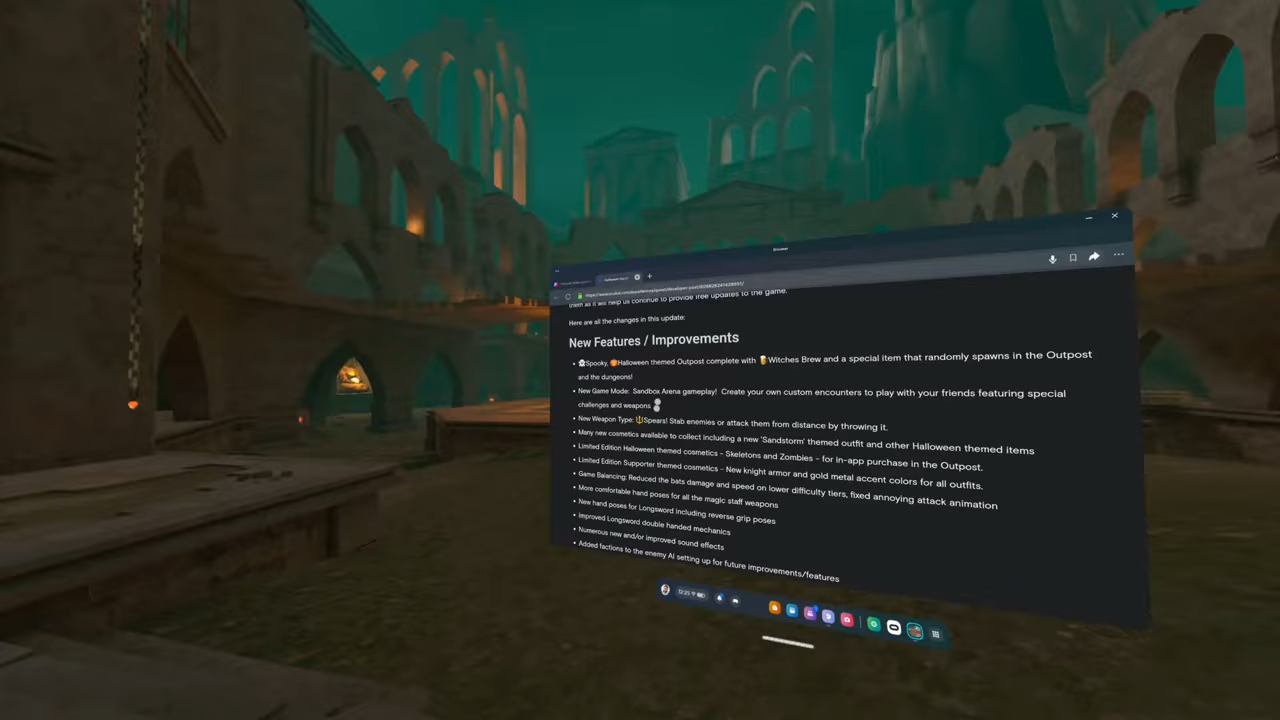 Browser
them as it will help us continue to provide free updates to the game.
Here are all the changes in this update:
New Features / Improvements
• 👻Spooky, 🎃Halloween themed Outpost complete with 🍺Witches Brew and a special item that randomly spawns in the Outpost
and the dungeons!
• New Game Mode: Sandbox Arena gameplay! Create your own custom encounters to play with your friends featuring special
challenges and weapons
• New Weapon Type: 🔱Spears! Stab enemies or attack them from distance by throwing it.
• Many new cosmetics available to collect including a new 'Sandstorm' themed outfit and other Halloween themed items
• Limited Edition Halloween themed cosmetics - Skeletons and Zombies - for in-app purchase in the Outpost.
• Limited Edition Supporter themed cosmetics - New knight armor and gold metal accent colors for all outfits.
• Game Balancing: Reduced the bats damage and speed on lower difficulty tiers, fixed annoying attack animation
• More comfortable hand poses for all the magic staff weapons
• New hand poses for Longsword including reverse grip poses
• Improved Longsword double handed mechanics
• Numerous new and/or improved sound effects
• Added factions to the enemy AI setting up for future improvements/features
12:25